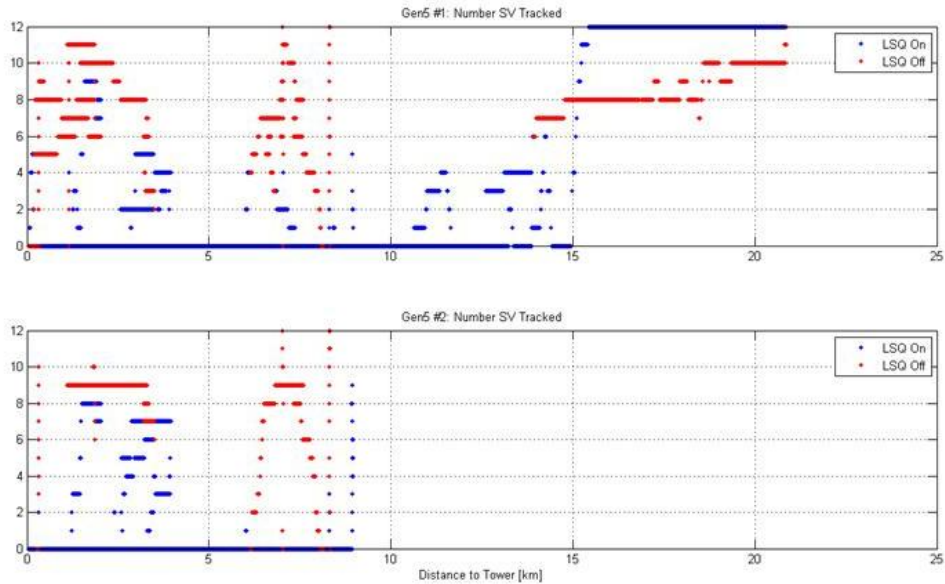 Gen5 #1: Number SV Tracked
12
10
8
6
4
2
0
0 5 10 15 20 25
LSQ On
LSQ Off
Gen5 #2: Number SV Tracked
12
10
8
6
4
2
0
0 5 10 15 20 25
LSQ On
LSQ Off
Distance to Tower [km]